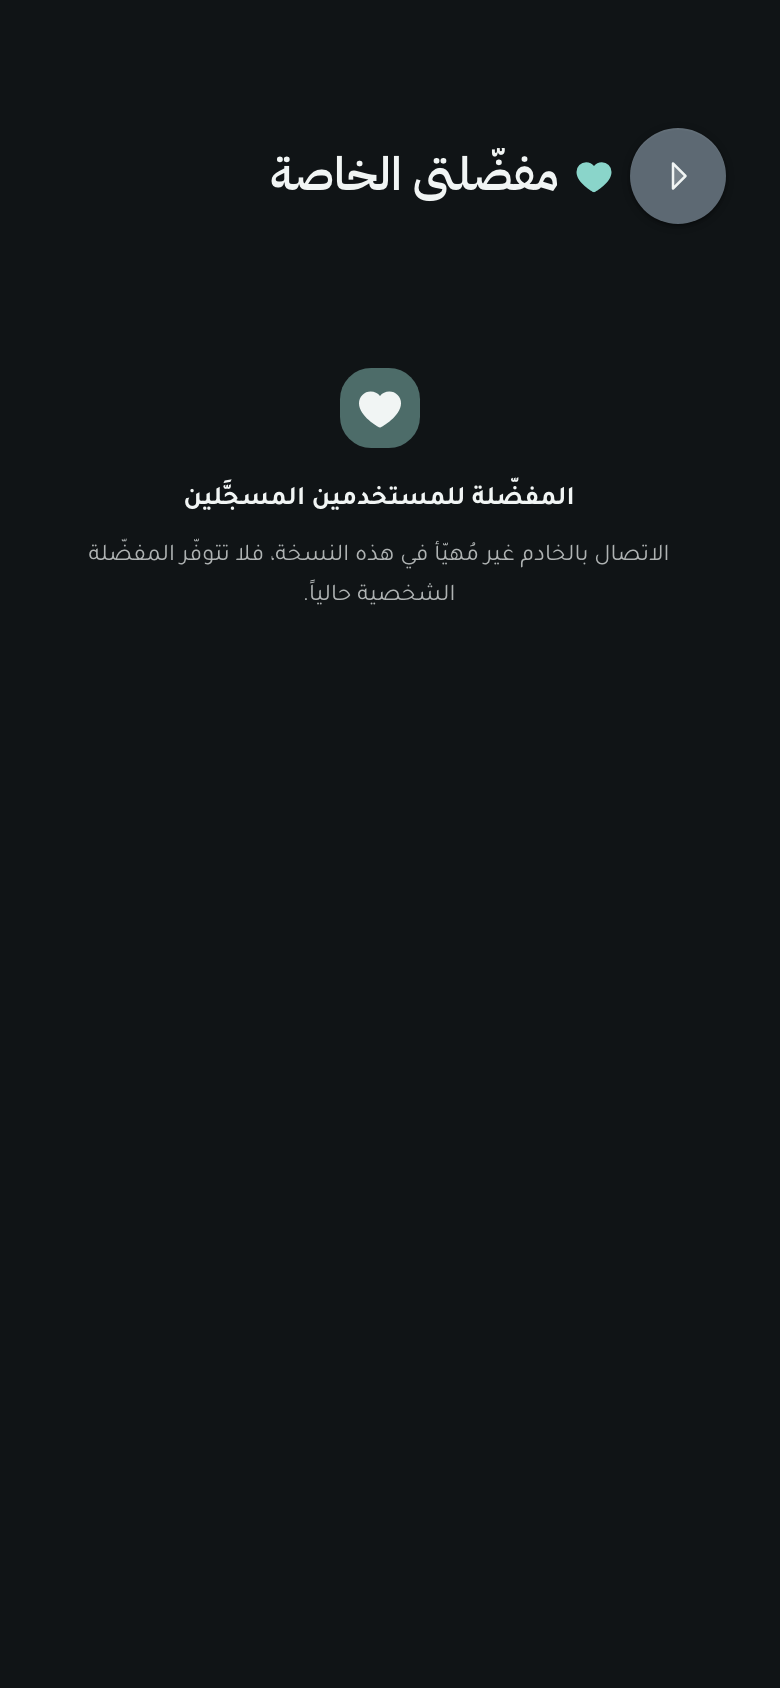 مفضّلتي الخاصة
المفضّلة للمستخدمين المسجَّلين
الاتصال بالخادم غير مُهيّأ في هذه النسخة، فلا تتوفّر المفضّلة
الشخصية حالياً.